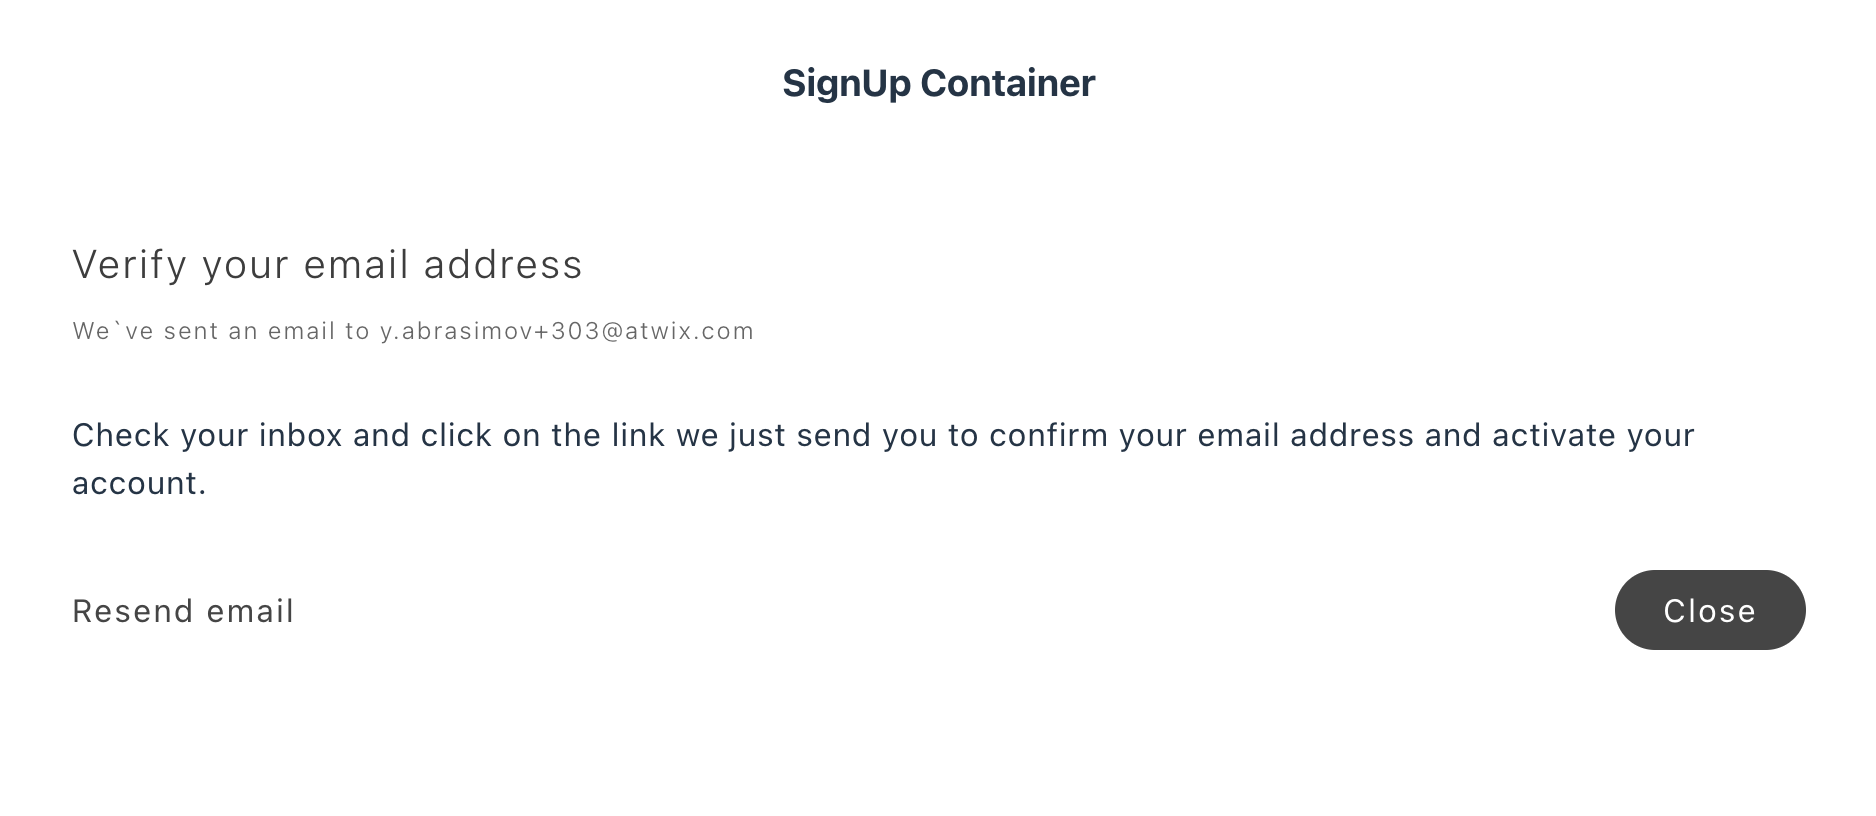 SignUp Container
Verify your email address
We`ve sent an email to y.abrasimov+303@atwix.com
Check your inbox and click on the link we just send you to confirm your email address and activate your
account.
Resend email
Close